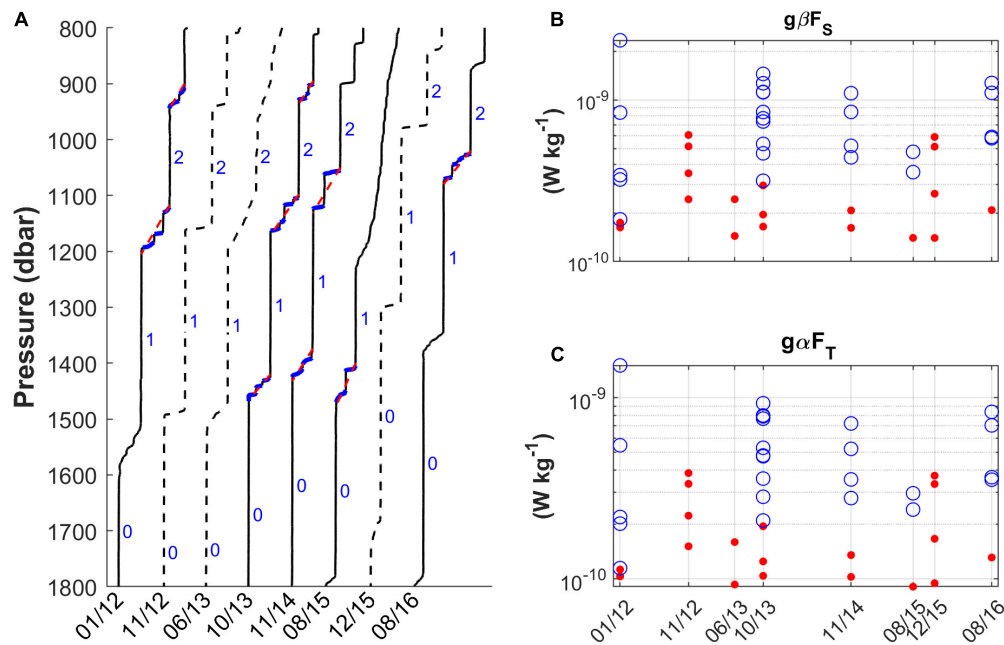 A
Pressure (dbar)
800
900
1000
1100
1200
1300
1400
1500
1600
1700
1800
2 2 2 2 2 2 2
1 1 1 1 1 1 1 1
0 0 0 0 0 0 0 0
01/12 11/12 06/13 10/13 11/14 08/15 12/15 08/16
B
gβF_S
(W kg⁻¹)
10⁻⁹
10⁻¹⁰
C
gαF_T
(W kg⁻¹)
10⁻⁹
10⁻¹⁰
01/12 11/12 06/13 10/13 11/14 08/15 12/15 08/16